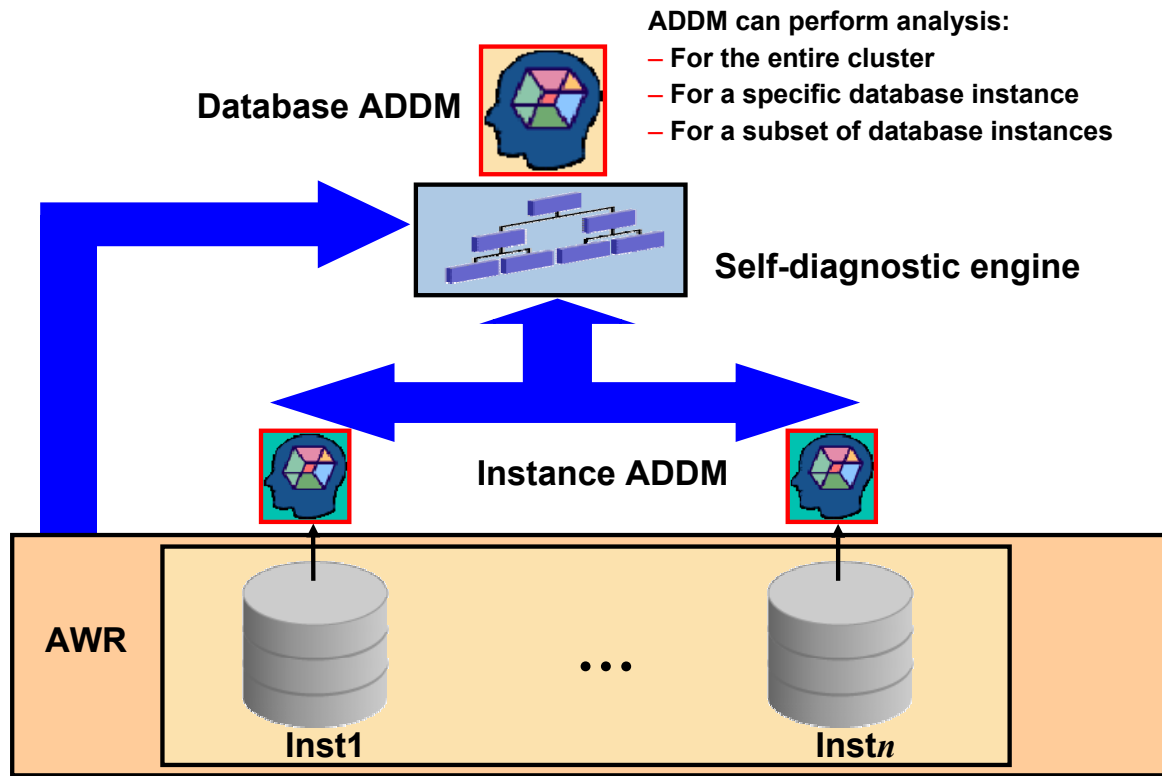 ADDM can perform analysis:
– For the entire cluster
– For a specific database instance
– For a subset of database instances
Database ADDM
Self-diagnostic engine
Instance ADDM
AWR
...
Inst1
Instn